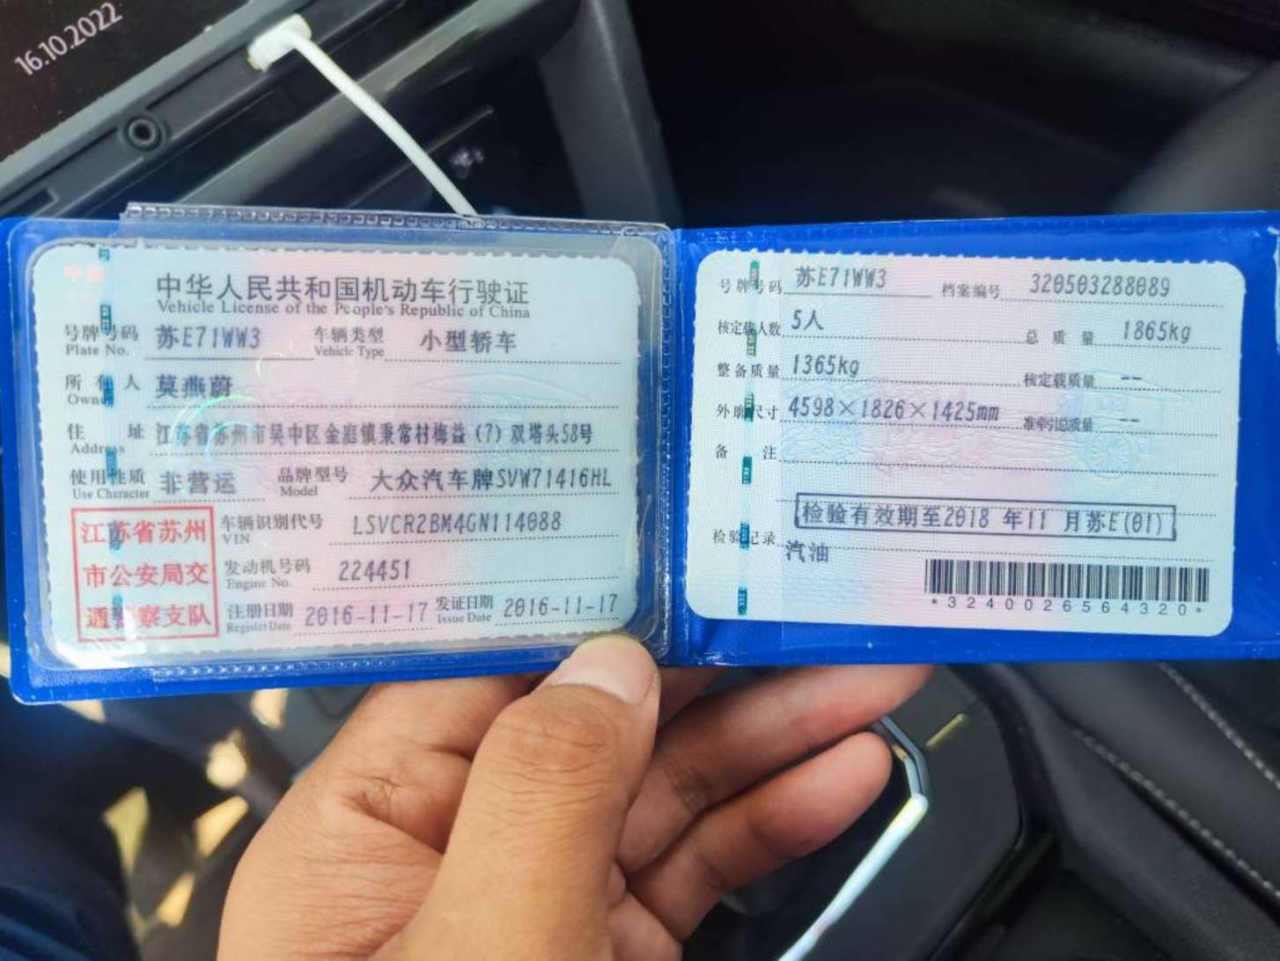 16.10.2022
中华人民共和国机动车行驶证
Vehicle License of the People's Republic of China
号牌号码 苏E71WW3 车辆类型 小型轿车
Plate No. Vehicle Type
所有人 莫燕蔚
Owner
住址 江苏省苏州市吴中区金庭镇秉常村梅益(7)双塔头58号
Address
使用性质 非营运 品牌型号 大众汽车牌SVW71416HL
Use Character Model
江苏省苏州
市公安局交
通警察支队
车辆识别代号 LSVCR2BM4GN114088
VIN
发动机号码 224451
Engine No.
注册日期 2016-11-17 发证日期 2016-11-17
Register Date Issue Date
号牌号码 苏E71WW3 档案编号 320503288089
核定载人数 5人 总质量 1865kg
整备质量 1365kg 核定载质量 --
外廓尺寸 4598×1826×1425mm 准牵引总质量 --
备注
检验有效期至2018 年11 月苏E(01)
检验记录 汽油
*3240026564320*